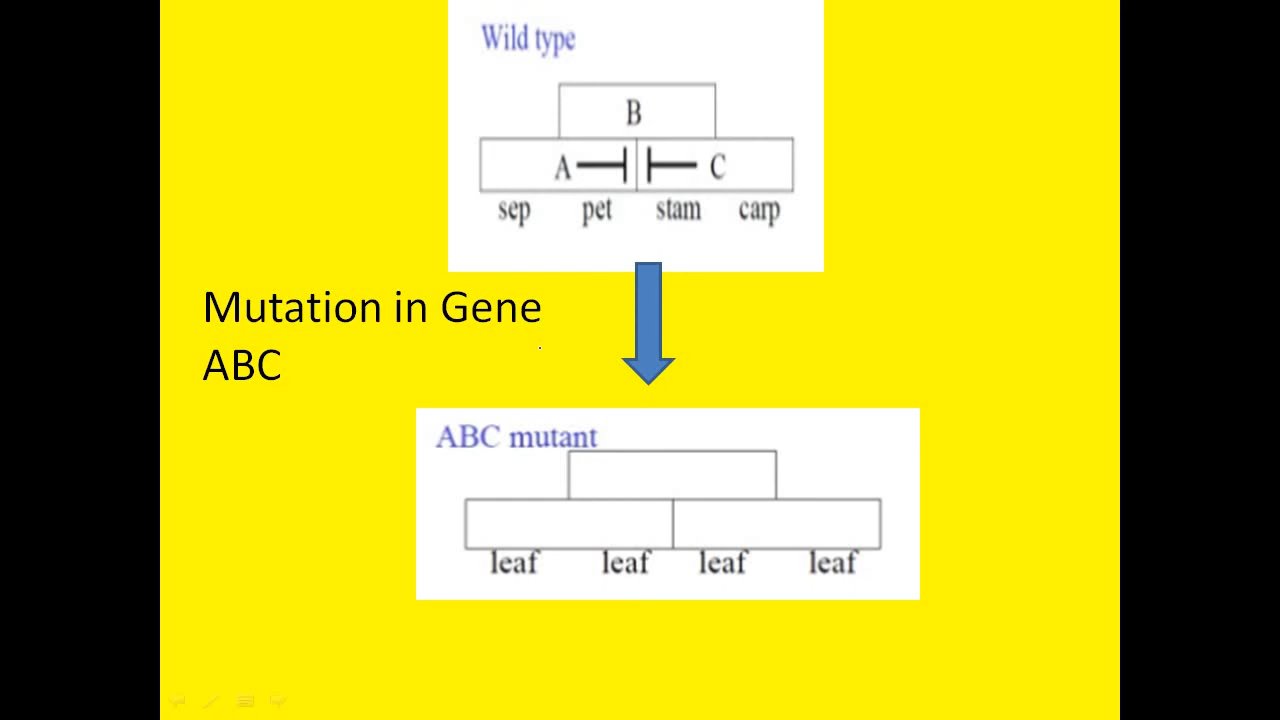 Wild type
B
A C
sep pet stam carp
Mutation in Gene
ABC
ABC mutant
leaf leaf leaf leaf